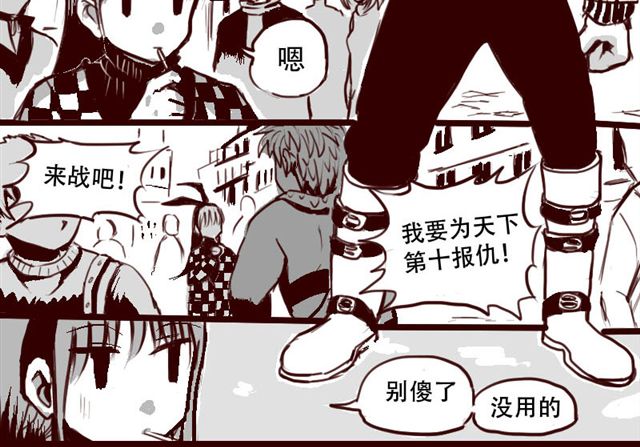 嗯
来战吧！
我要为天下
第十报仇！
别傻了
没用的